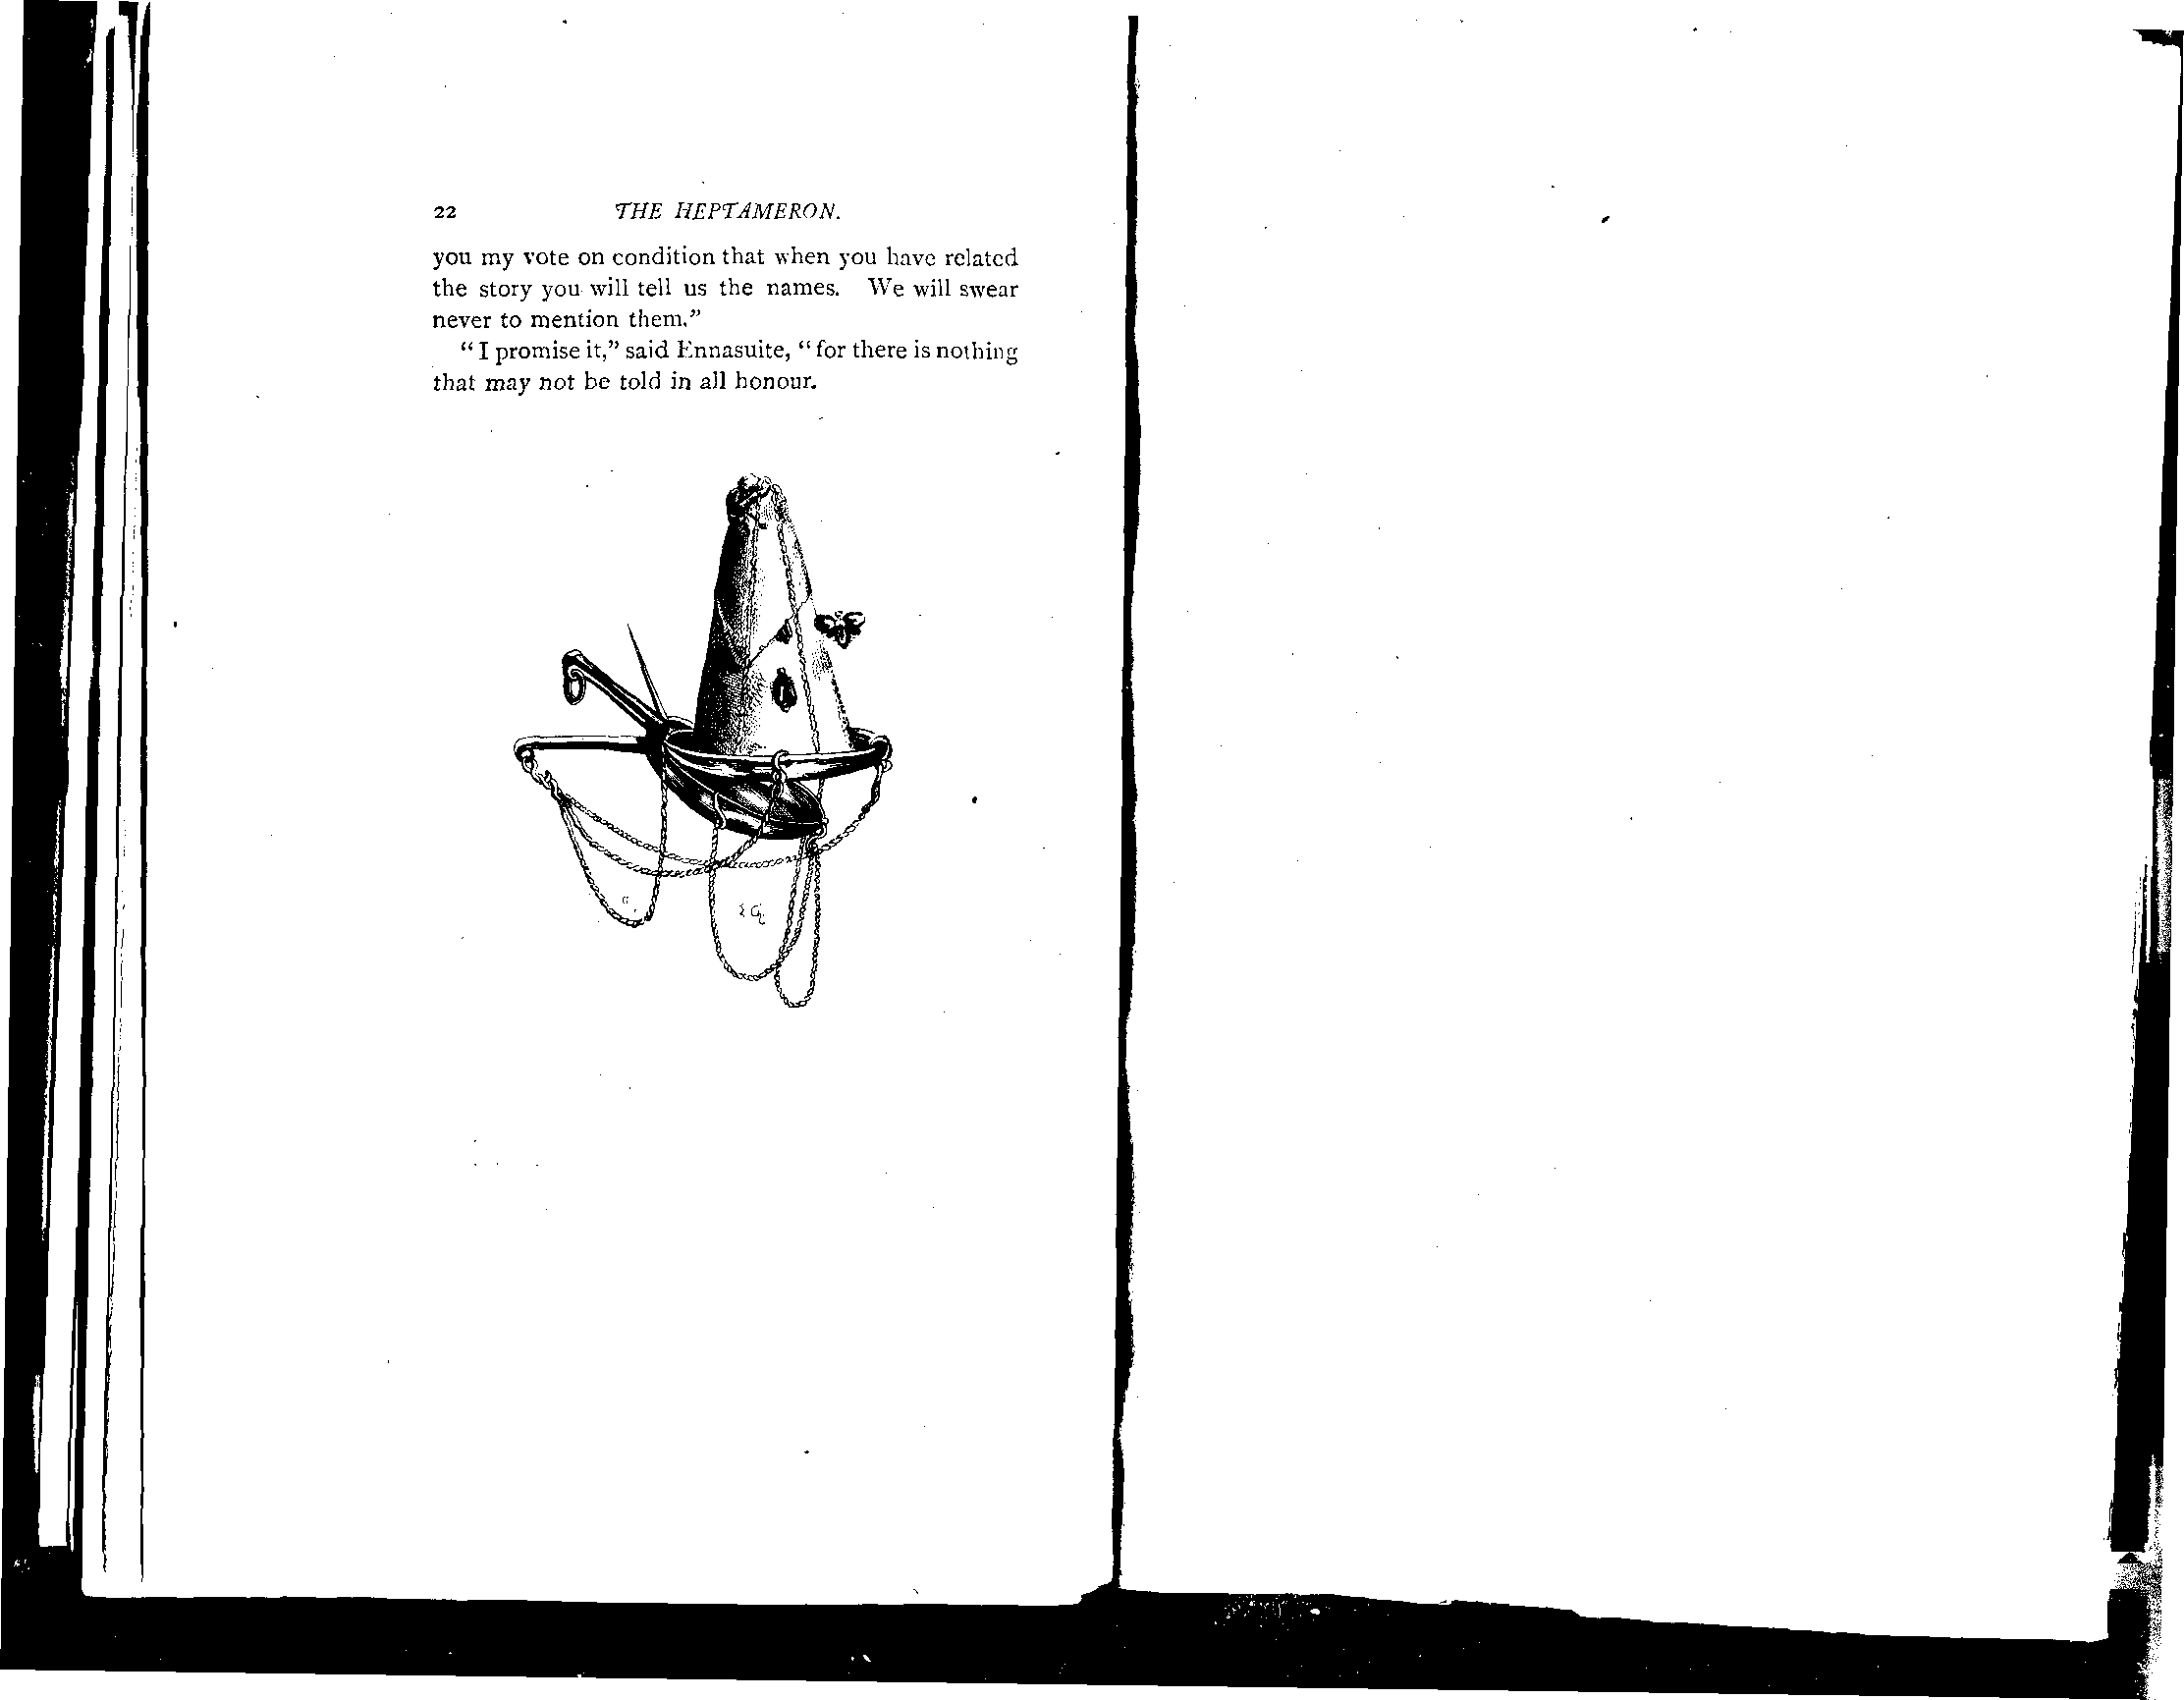 22 THE HEPTAMERON.
you my vote on condition that when you have related
the story you will tell us the names. We will swear
never to mention them.”
“I promise it,” said Ennasuite, “for there is nothing
that may not be told in all honour.